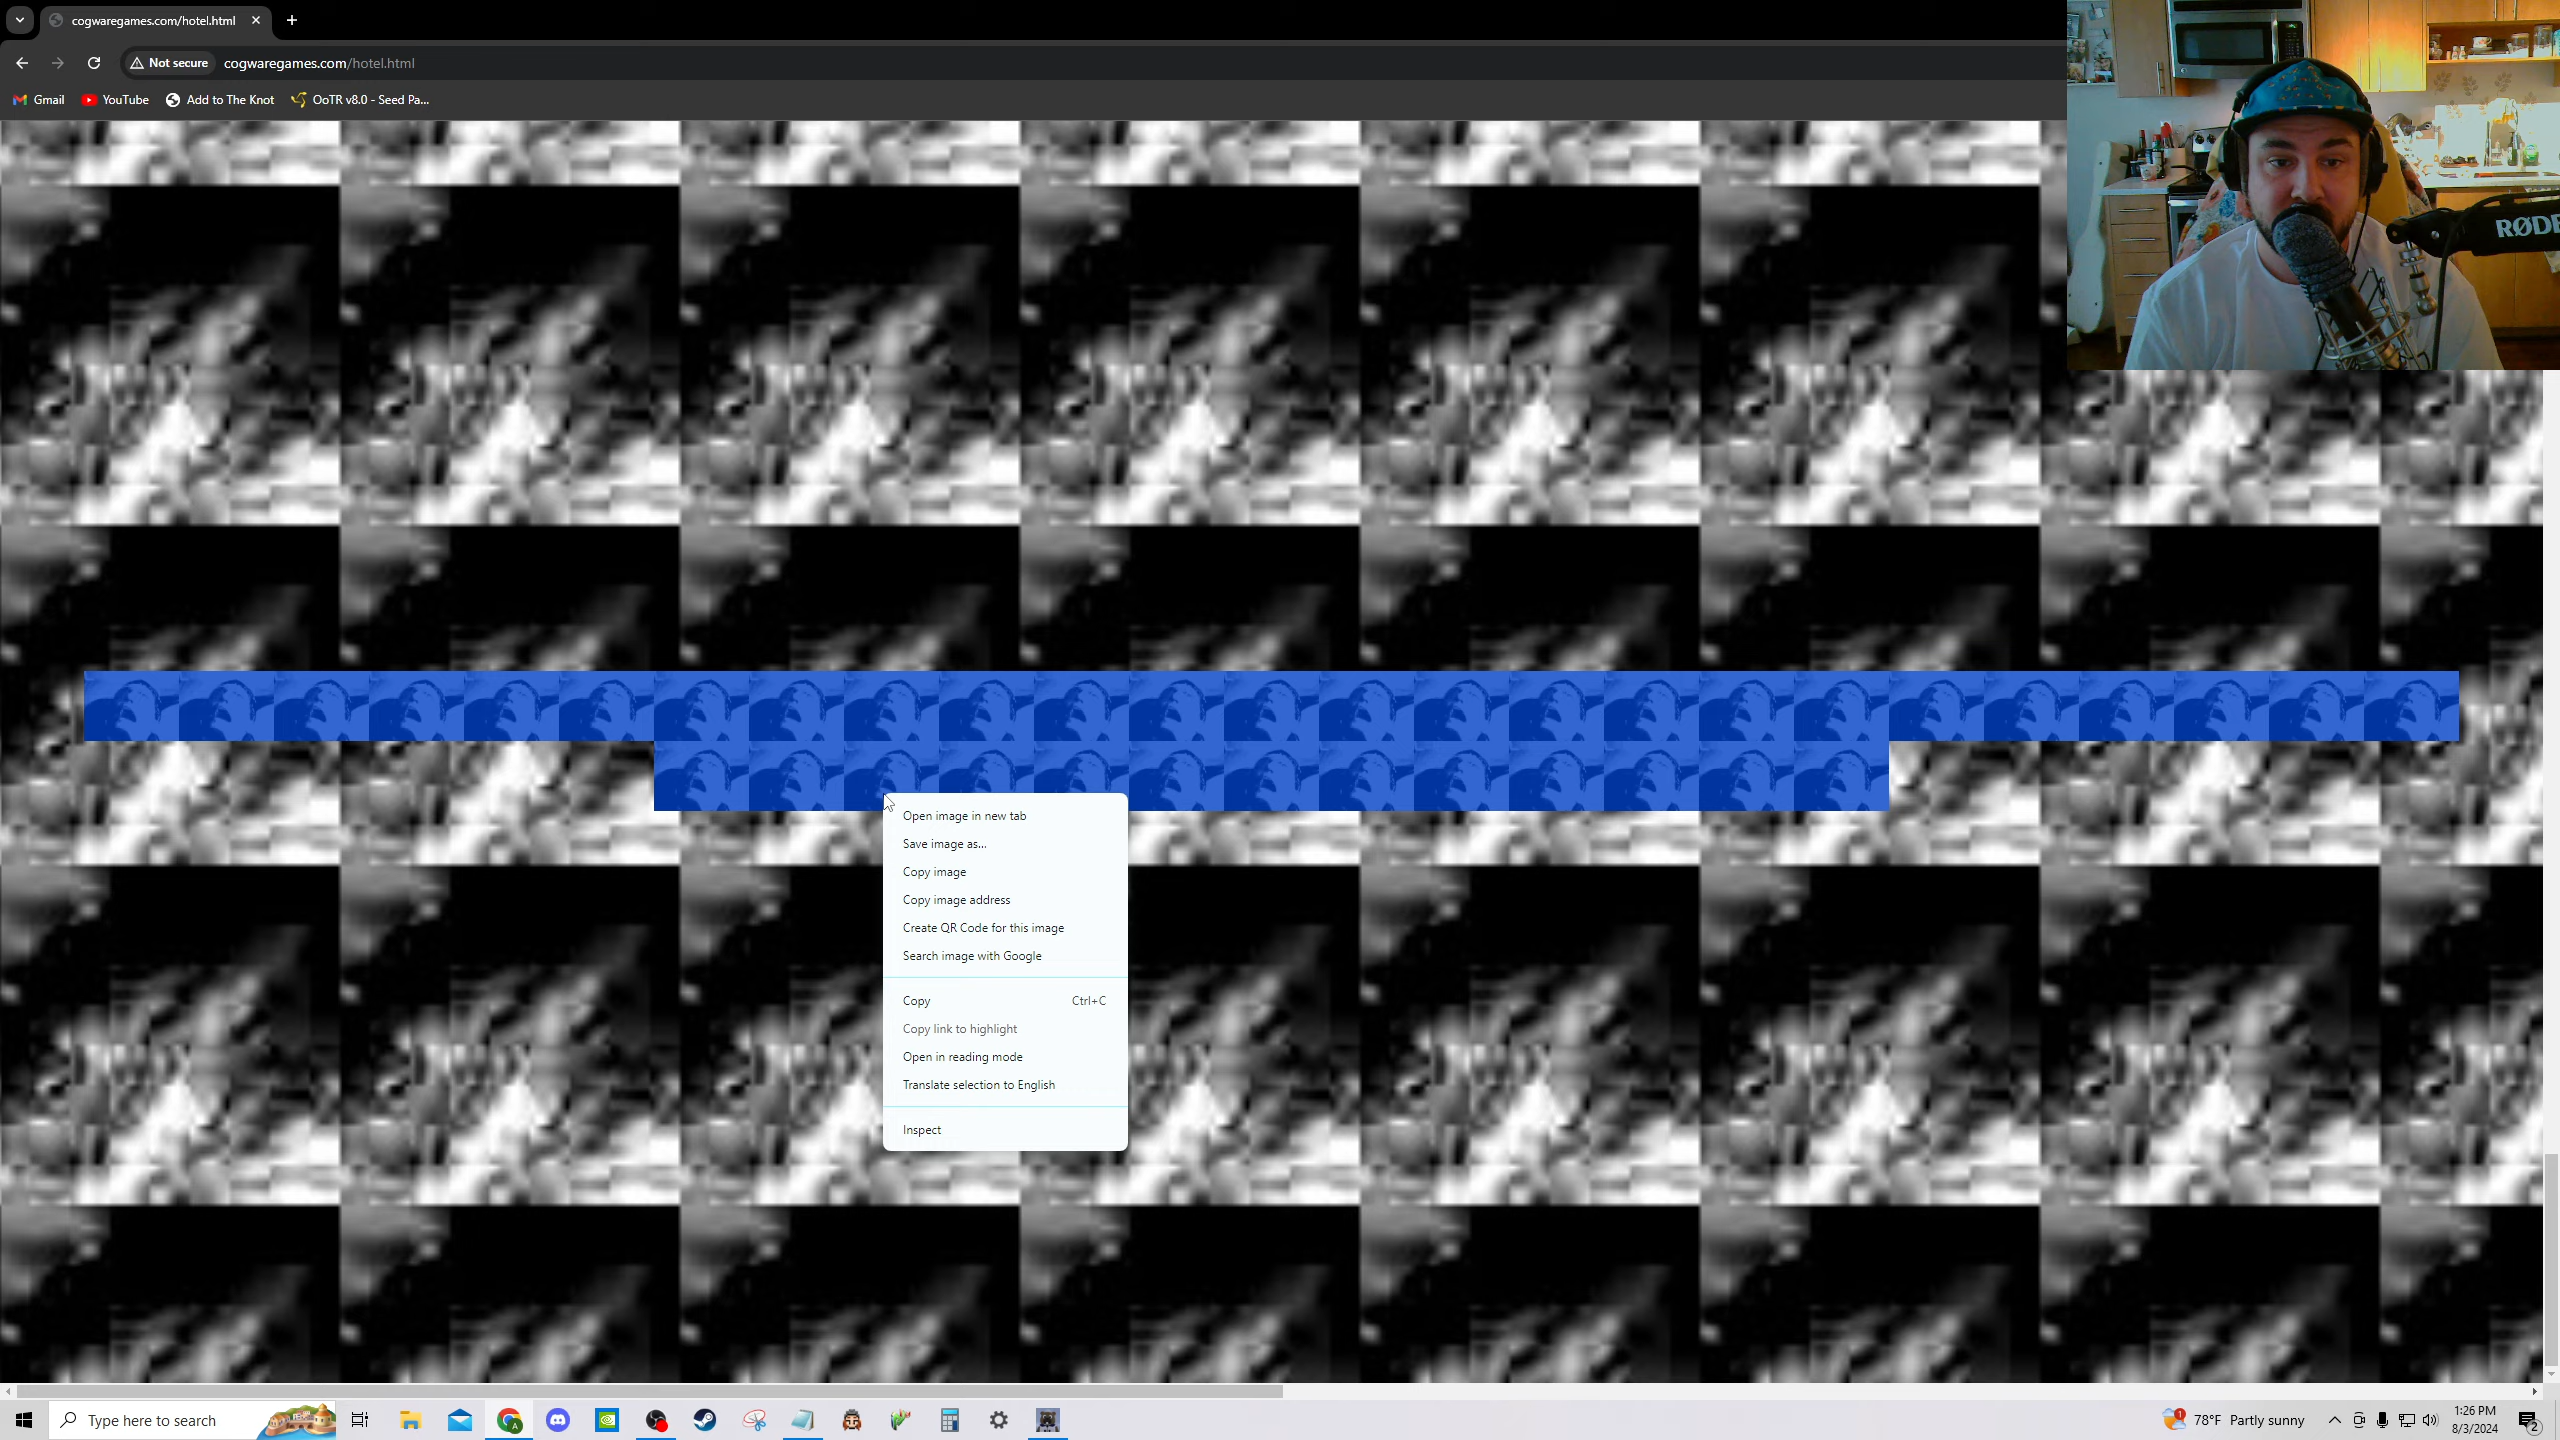 cogwaregames.com/hotel.html
Not secure
cogwaregames.com/hotel.html
Gmail
YouTube
Add to The Knot
OoTR v8.0 - Seed Pa...
RØDE
Open image in new tab
Save image as...
Copy image
Copy image address
Create QR Code for this image
Search image with Google
Copy Ctrl+C
Copy link to highlight
Open in reading mode
Translate selection to English
Inspect
Type here to search
1
78°F Partly sunny
1:26 PM
8/3/2024
2